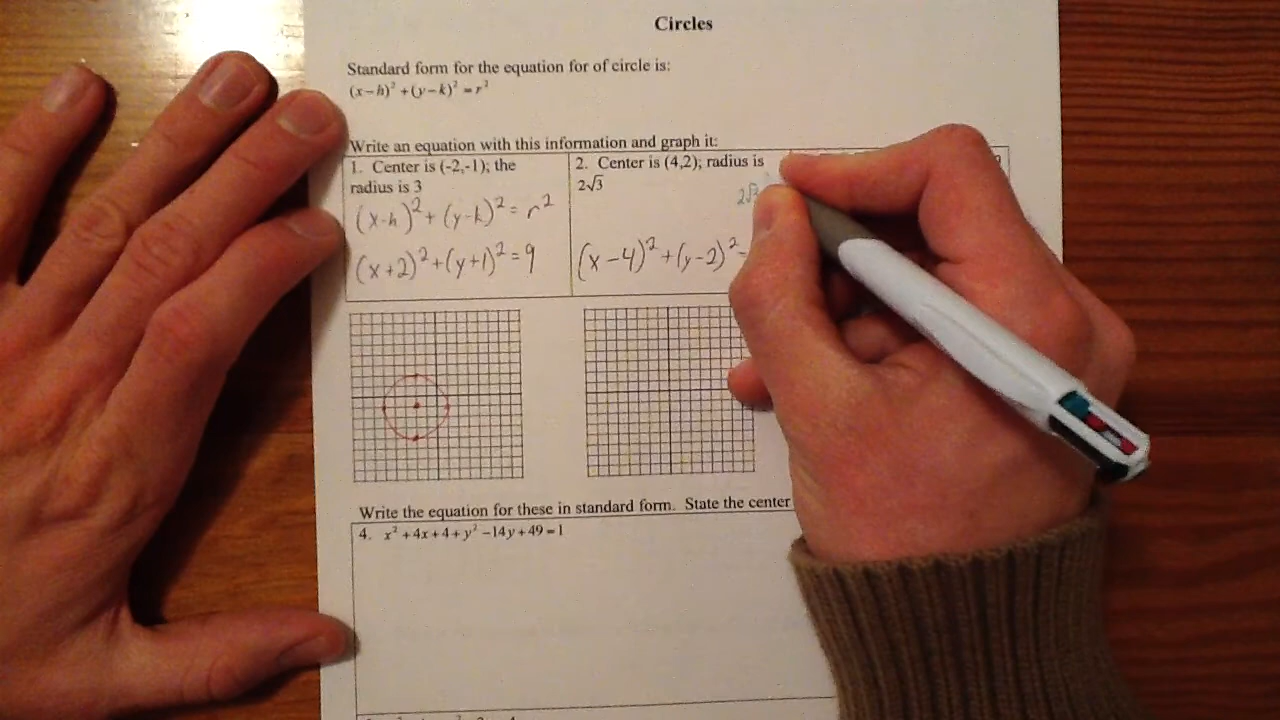 Circles
Standard form for the equation for of circle is:
(x−h)² + (y−k)² = r²
Write an equation with this information and graph it:
1. Center is (-2,-1); the
radius is 3
(x-h)² + (y-k)² = r²
(x+2)² + (y+1)² = 9
2. Center is (4,2); radius is
2√3
(x-4)² + (y-2)² =
Write the equation for these in standard form. State the center
4. x² + 4x + 4 + y² − 14y + 49 = 1